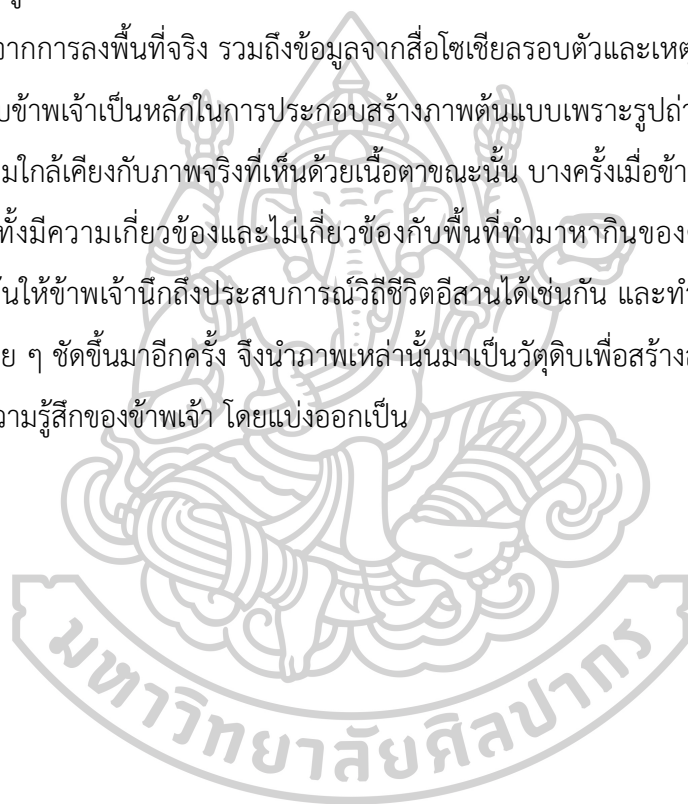 จากการลงพื้นที่จริง รวมถึงข้อมูลจากสื่อโซเชียลรอบตัวและเหตุ
บข้าพเจ้าเป็นหลักในการประกอบสร้างภาพต้นแบบเพราะรูปถ่า
มใกล้เคียงกับภาพจริงที่เห็นด้วยเนื้อตาขณะนั้น บางครั้งเมื่อข้า
ทั้งมีความเกี่ยวข้องและไม่เกี่ยวข้องกับพื้นที่ทำมาหากินของ
ันให้ข้าพเจ้านึกถึงประสบการณ์วิถีชีวิตอีสานได้เช่นกัน และทำ
ย ๆ ชัดขึ้นมาอีกครั้ง จึงนำภาพเหล่านั้นมาเป็นวัตถุดิบเพื่อสร้าง
วามรู้สึกของข้าพเจ้า โดยแบ่งออกเป็น
มหาวิทยาลัยศิลปากร